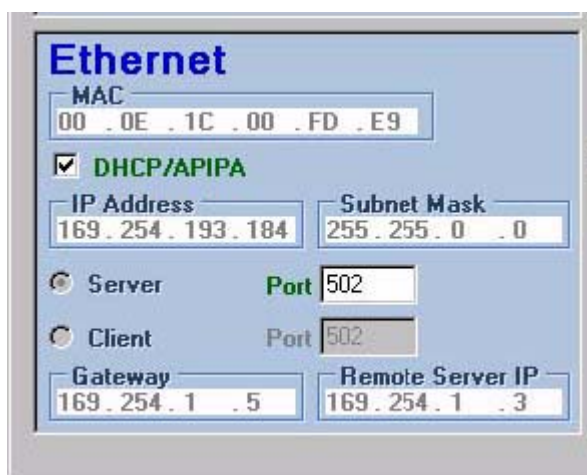 Ethernet
MAC
00 . 0E . 1C . 00 . FD . E9
DHCP/APIPA
IP Address Subnet Mask
169 . 254 . 193 . 184 255 . 255 . 0 . 0
Server Port 502
Client Port 502
Gateway Remote Server IP
169 . 254 . 1 . 5 169 . 254 . 1 . 3